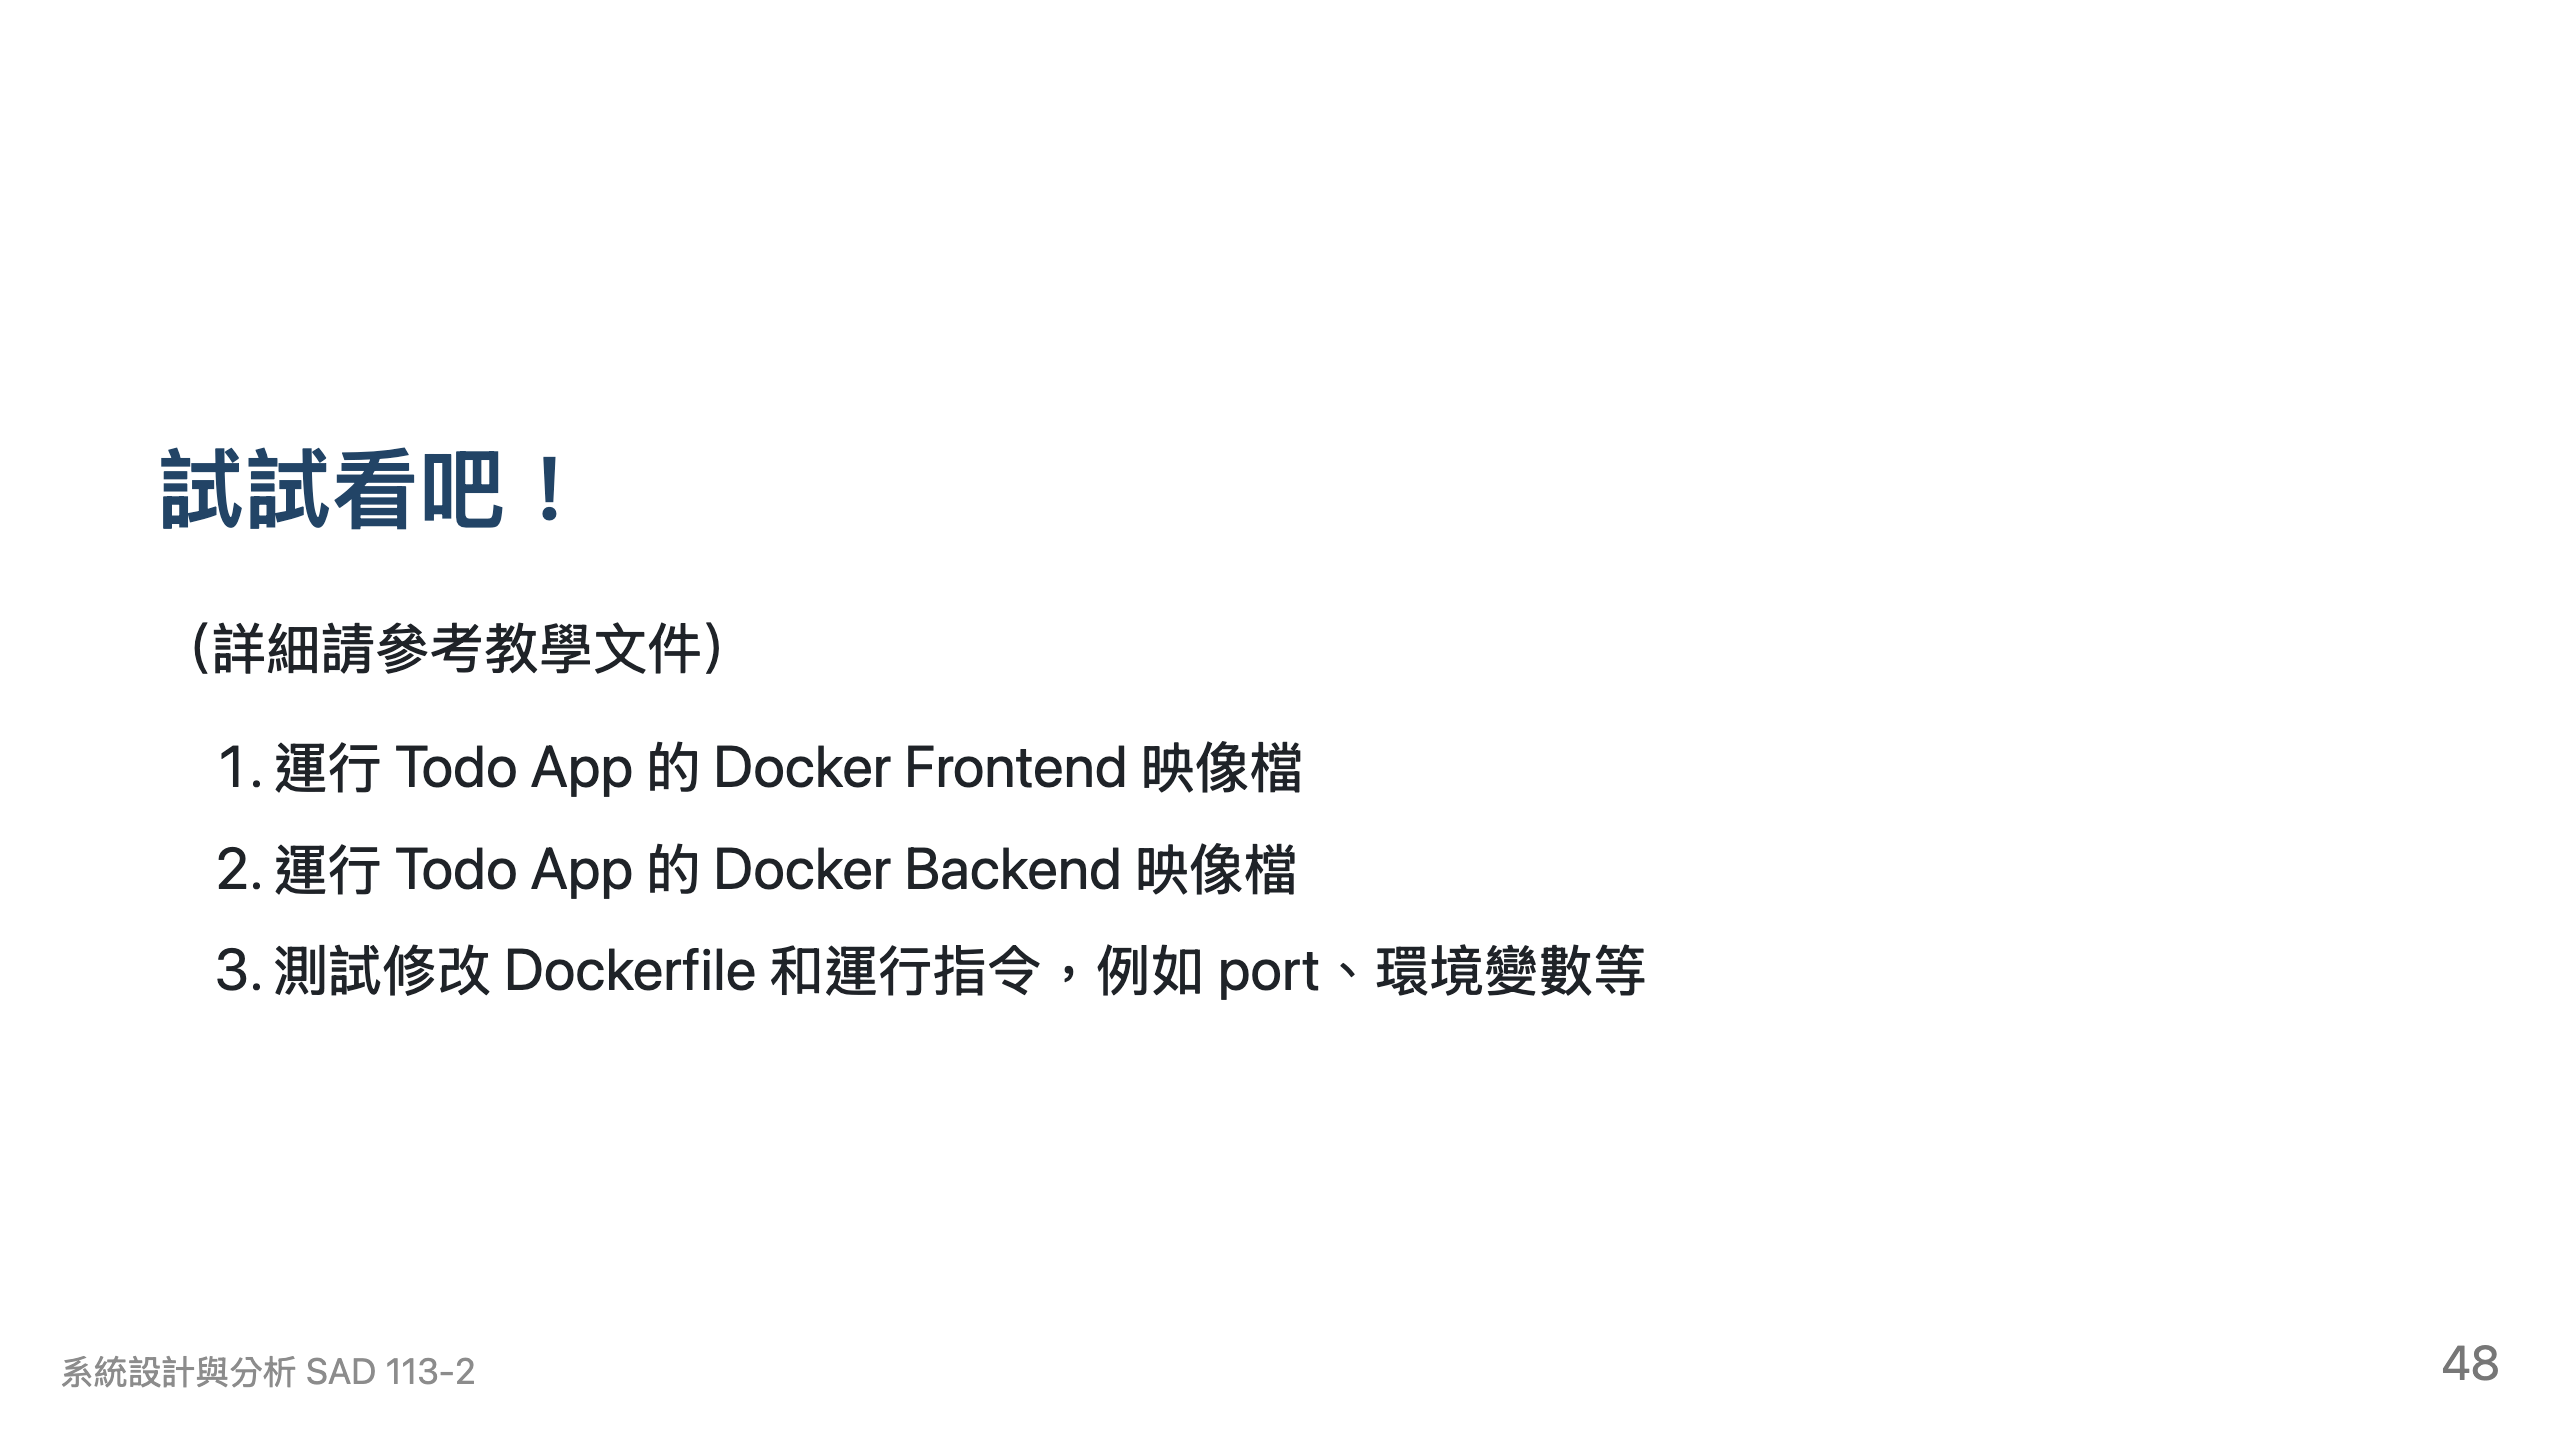 試試看吧！
（詳細請參考教學文件）
1. 運行 Todo App 的 Docker Frontend 映像檔
2. 運行 Todo App 的 Docker Backend 映像檔
3. 測試修改 Dockerfile 和運行指令，例如 port、環境變數等
系統設計與分析 SAD 113-2
48